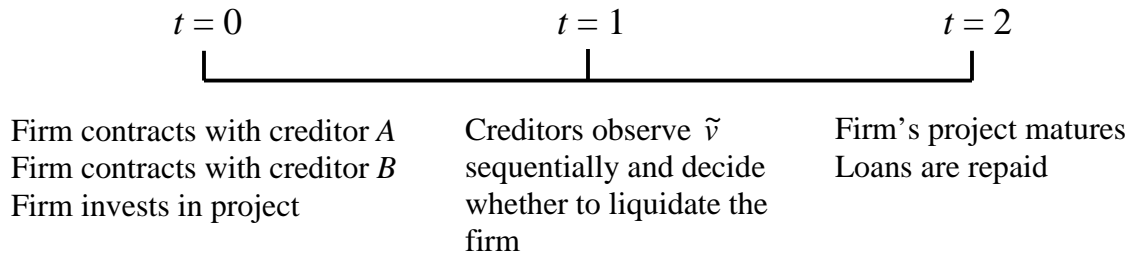 t = 0
t = 1
t = 2
Firm contracts with creditor A
Firm contracts with creditor B
Firm invests in project
Creditors observe ṽ
sequentially and decide
whether to liquidate the
firm
Firm's project matures
Loans are repaid